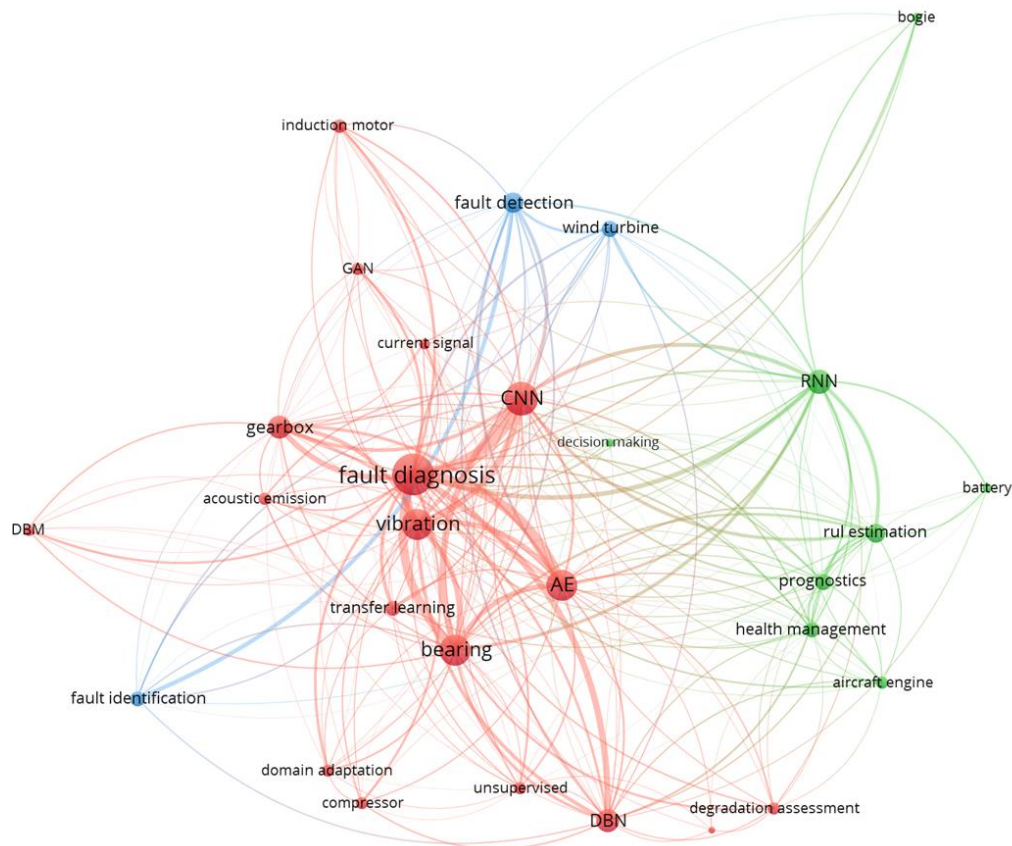 bogie
induction motor
fault detection
wind turbine
GAN
current signal
RNN
CNN
gearbox
decision making
fault diagnosis
battery
acoustic emission
vibration
DBM
rul estimation
prognostics
AE
transfer learning
health management
bearing
aircraft engine
fault identification
domain adaptation
unsupervised
compressor
degradation assessment
DBN